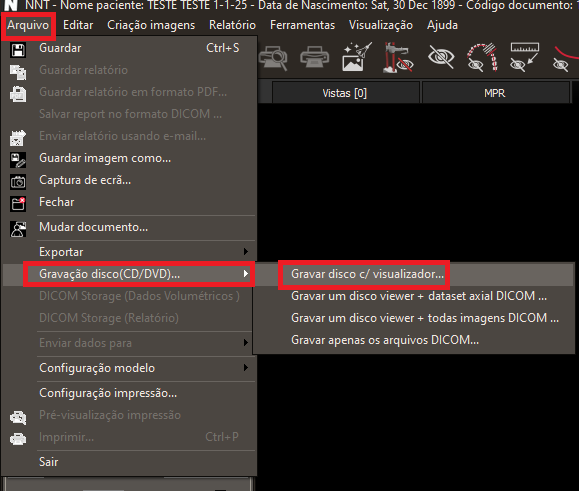 NNT - Nome paciente: TESTE TESTE 1-1-25 - Data de Nascimento: Sat, 30 Dec 1899 - Código documento:
Arquivo Editar Criação imagens Relatório Ferramentas Visualização Ajuda
Guardar Ctrl+S
Guardar relatório
Guardar relatório em formato PDF...
Salvar report no formato DICOM ...
Enviar relatório usando e-mail...
Guardar imagem como...
Captura de ecrã...
Fechar
Mudar documento...
Exportar
Gravação disco(CD/DVD)...
DICOM Storage (Dados Volumétricos )
DICOM Storage (Relatório)
Enviar dados para
Configuração modelo
Configuração impressão...
Pré-visualização impressão
Imprimir... Ctrl+P
Sair
Vistas [0] MPR
Gravar disco c/ visualizador...
Gravar um disco viewer + dataset axial DICOM ...
Gravar um disco viewer + todas imagens DICOM ...
Gravar apenas os arquivos DICOM...